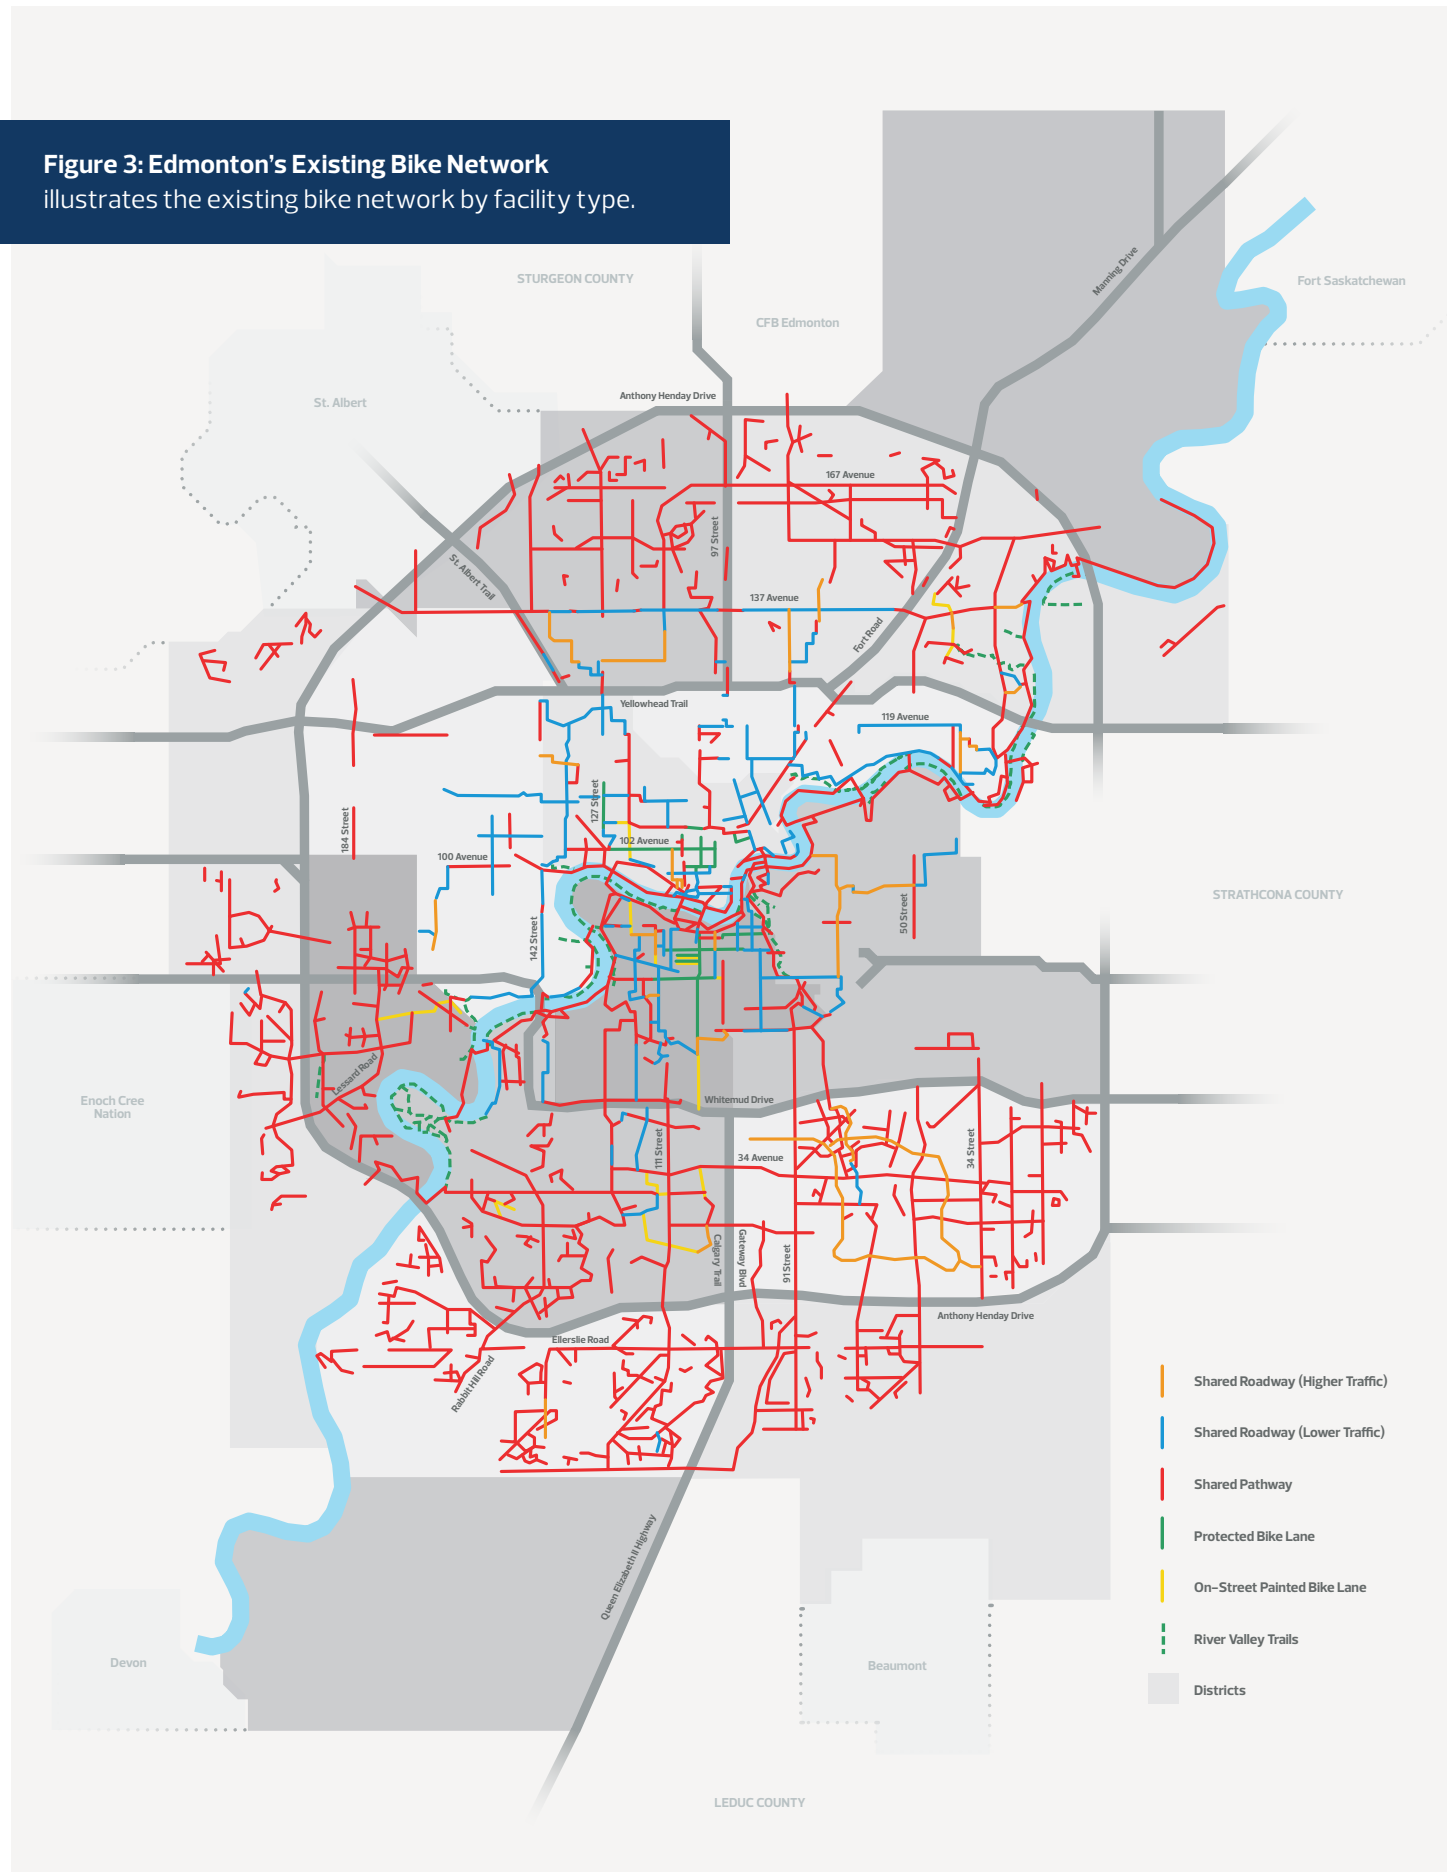 Figure 3: Edmonton's Existing Bike Network
illustrates the existing bike network by facility type.
STURGEON COUNTY
CFB Edmonton
Fort Saskatchewan
Manning Drive
St. Albert
Anthony Henday Drive
167 Avenue
97 Street
St. Albert Trail
137 Avenue
Fort Road
Yellowhead Trail
119 Avenue
127 Street
184 Street
102 Avenue
100 Avenue
STRATHCONA COUNTY
50 Street
142 Street
Lessard Road
Enoch Cree
Nation
Whitemud Drive
111 Street
34 Avenue
34 Street
Calgary Trail
Gateway Blvd
91 Street
Anthony Henday Drive
Ellerslie Road
Rabbit Hill Road
Queen Elizabeth II Highway
Devon
Beaumont
LEDUC COUNTY
Shared Roadway (Higher Traffic)
Shared Roadway (Lower Traffic)
Shared Pathway
Protected Bike Lane
On-Street Painted Bike Lane
River Valley Trails
Districts